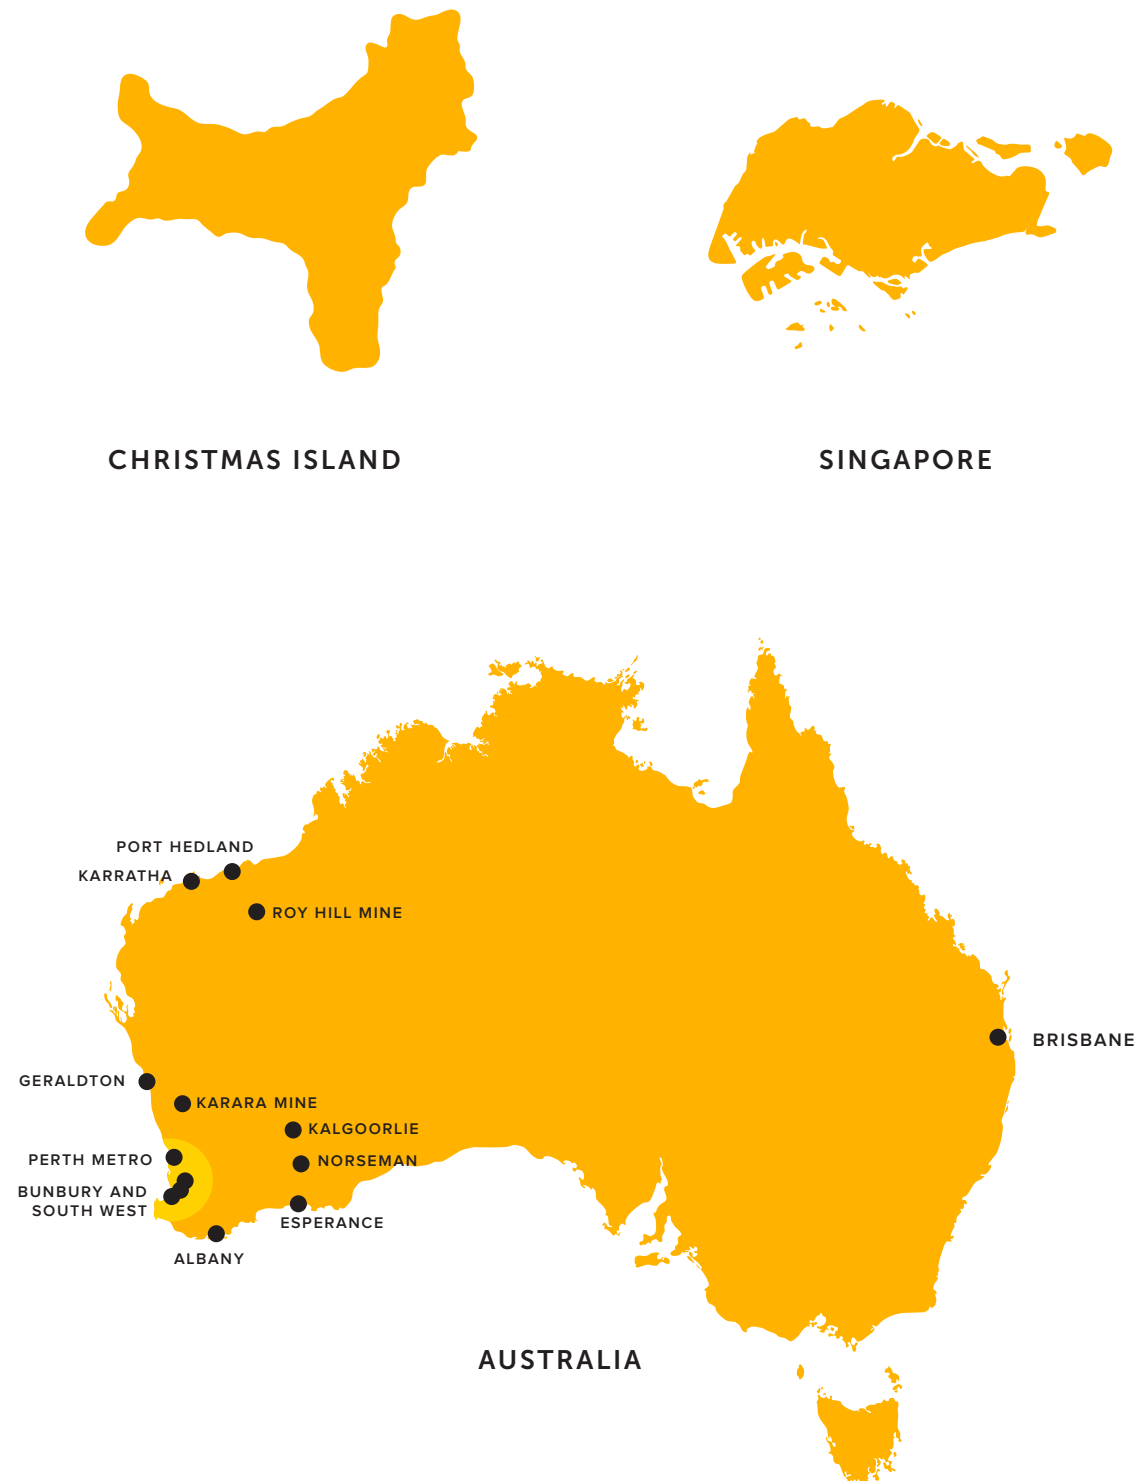 CHRISTMAS ISLAND
SINGAPORE
PORT HEDLAND
KARRATHA
ROY HILL MINE
BRISBANE
GERALDTON
KARARA MINE
KALGOORLIE
PERTH METRO
NORSEMAN
BUNBURY AND
SOUTH WEST
ESPERANCE
ALBANY
AUSTRALIA